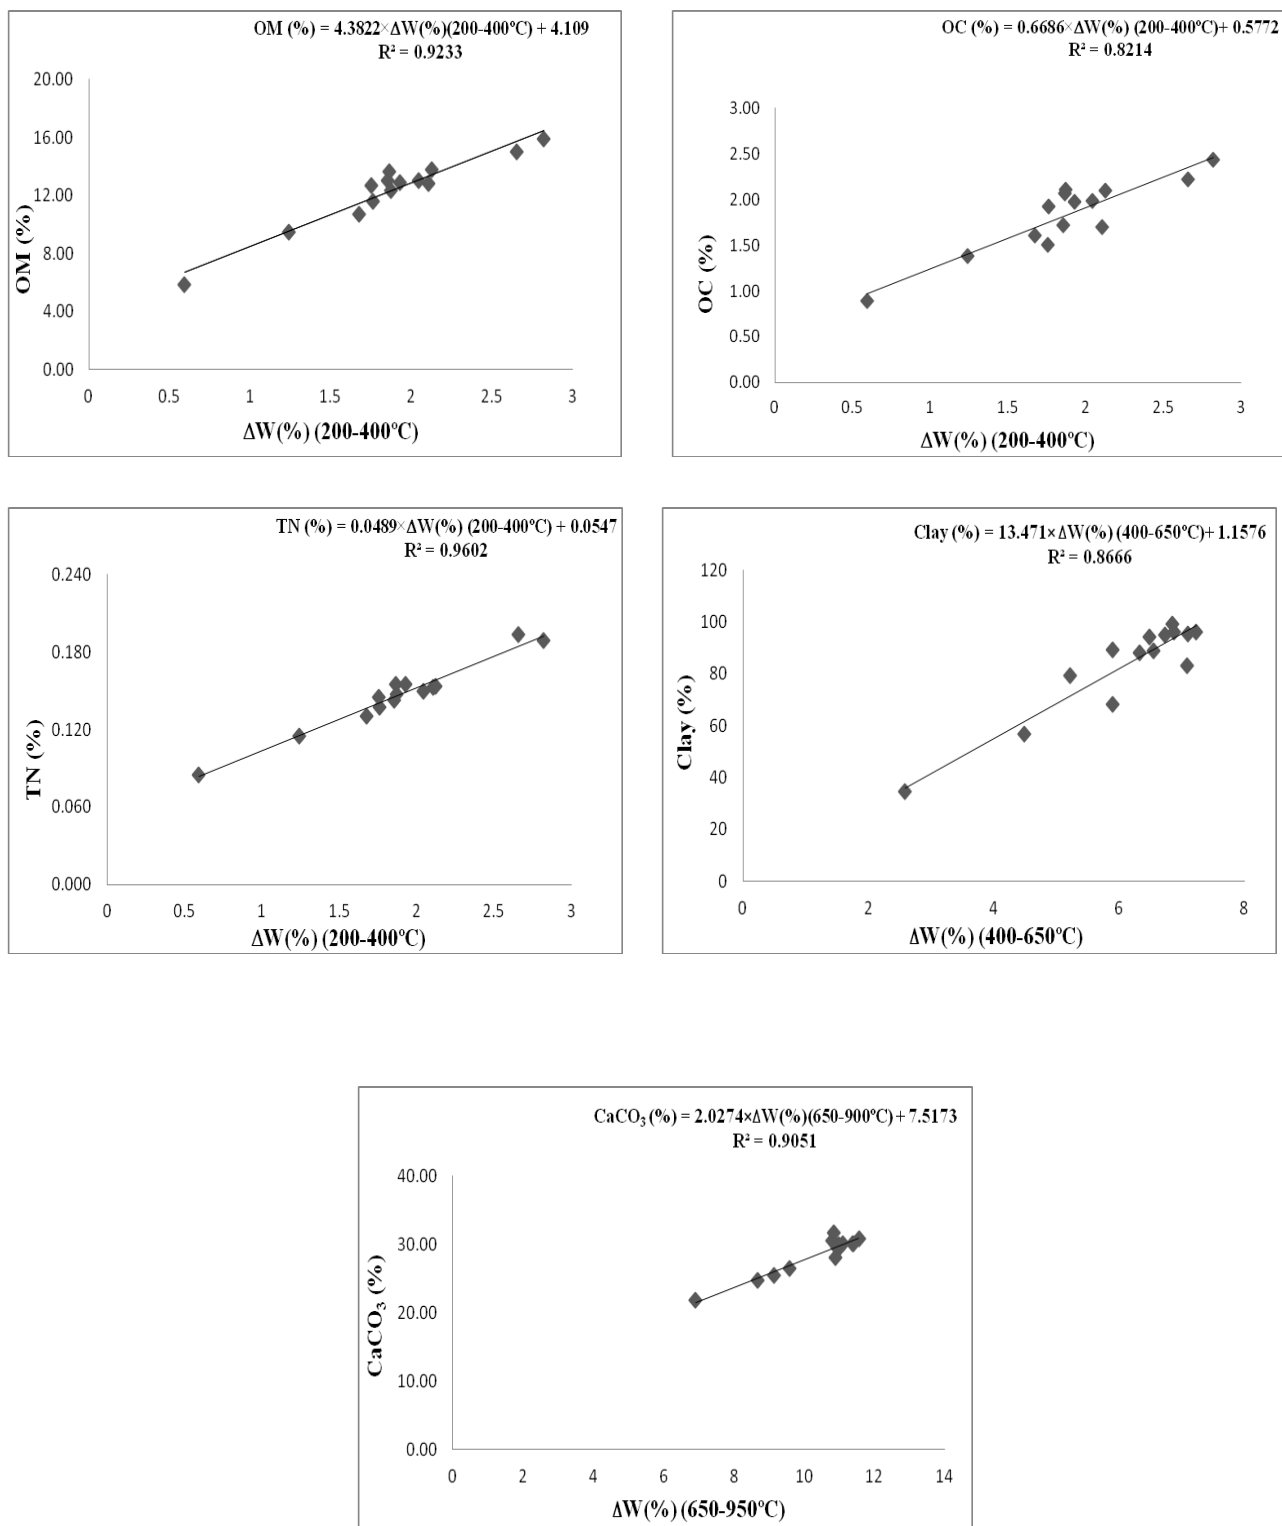 OM (%) = 4.3822×ΔW(%)(200-400ºC) + 4.109
R² = 0.9233
20.00
16.00
12.00
8.00
4.00
0.00
OM (%)
0 0.5 1 1.5 2 2.5 3
ΔW(%) (200-400ºC)
OC (%) = 0.6686×ΔW(%) (200-400ºC)+ 0.5772
R² = 0.8214
3.00
2.50
2.00
1.50
1.00
0.50
0.00
OC (%)
0 0.5 1 1.5 2 2.5 3
ΔW(%) (200-400ºC)
TN (%) = 0.0489×ΔW(%) (200-400ºC) + 0.0547
R² = 0.9602
0.240
0.180
0.120
0.060
0.000
TN (%)
0 0.5 1 1.5 2 2.5 3
ΔW(%) (200-400ºC)
Clay (%) = 13.471×ΔW(%) (400-650ºC)+ 1.1576
R² = 0.8666
120
100
80
60
40
20
0
Clay (%)
0 2 4 6 8
ΔW(%) (400-650ºC)
CaCO₃ (%) = 2.0274×ΔW(%)(650-900ºC) + 7.5173
R² = 0.9051
40.00
30.00
20.00
10.00
0.00
CaCO₃ (%)
0 2 4 6 8 10 12 14
ΔW(%) (650-950ºC)